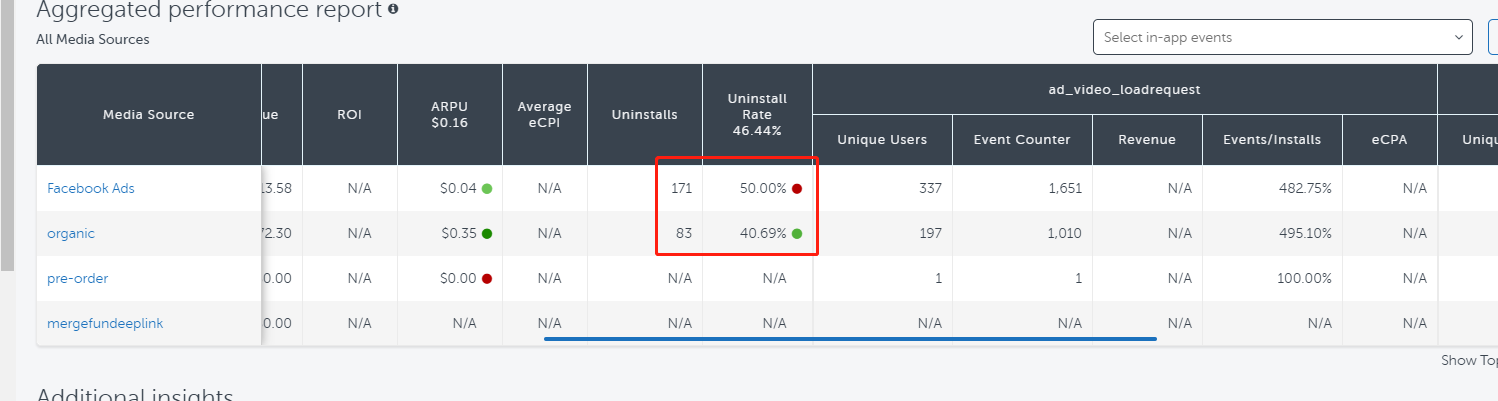 Aggregated performance report
All Media Sources
Select in-app events
Media Source ue ROI ARPU $0.16 Average eCPI Uninstalls Uninstall Rate 46.44% ad_video_loadrequest
Unique Users Event Counter Revenue Events/Installs eCPA Uniq
Facebook Ads 13.58 N/A $0.04 N/A 171 50.00% 337 1,651 N/A 482.75% N/A
organic 72.30 N/A $0.35 N/A 83 40.69% 197 1,010 N/A 495.10% N/A
pre-order 0.00 N/A $0.00 N/A N/A N/A 1 1 N/A 100.00% N/A
mergefundeeplink 0.00 N/A N/A N/A N/A N/A N/A N/A N/A N/A N/A
Show Top
Additional insights